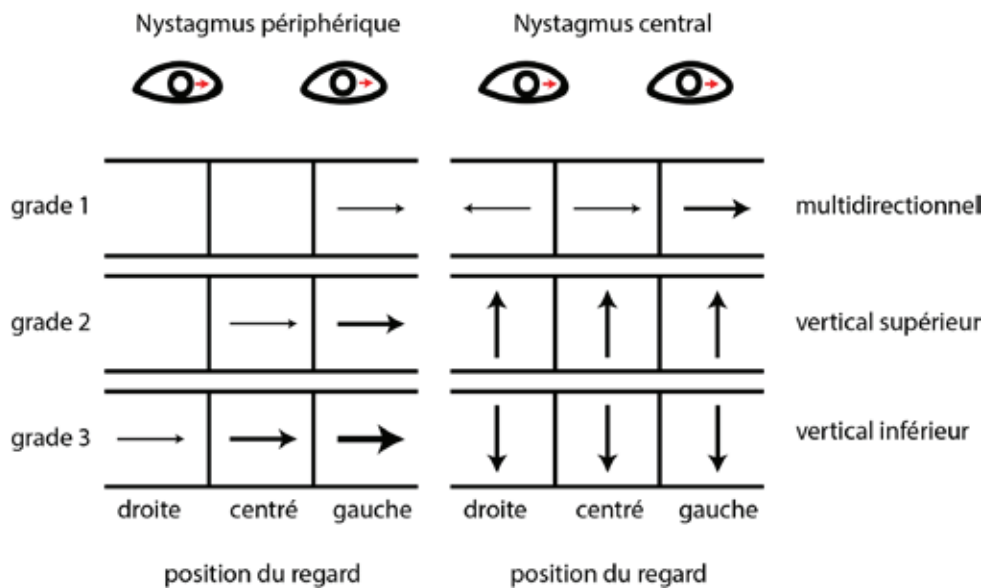 Nystagmus périphérique
Nystagmus central
grade 1
multidirectionnel
grade 2
vertical supérieur
grade 3
vertical inférieur
droite centré gauche
droite centré gauche
position du regard
position du regard